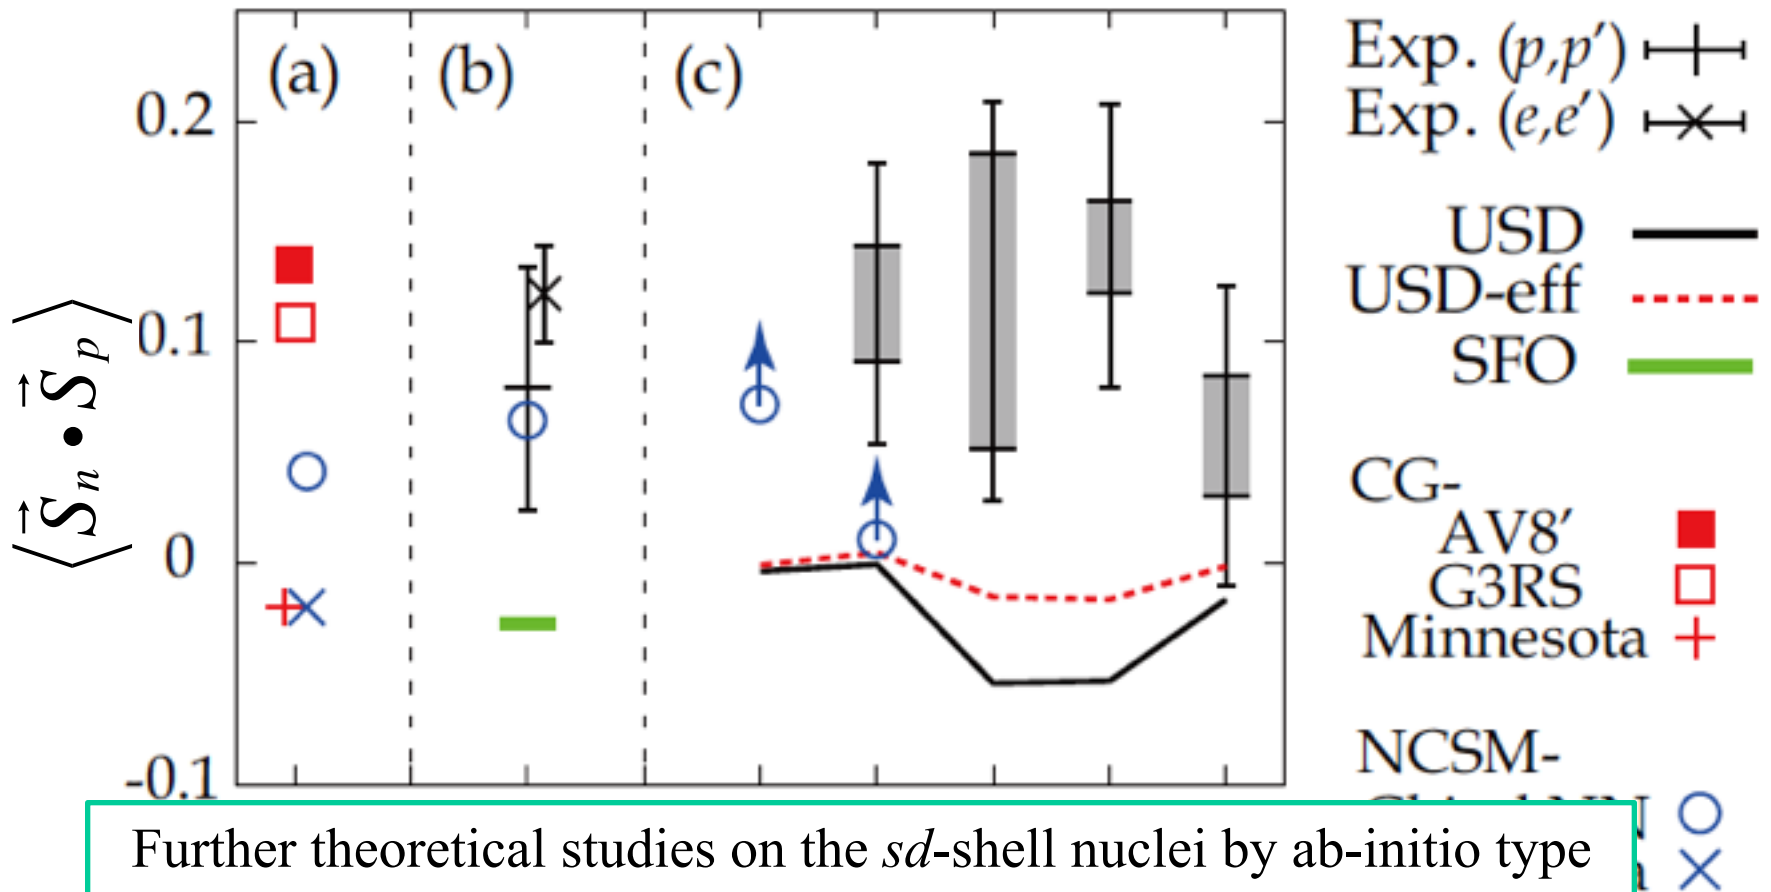 (a)
(b)
(c)
0.2
0.1
0
-0.1
⟨S⃗n • S⃗p⟩
Exp. (p,p′)
Exp. (e,e′)
USD
USD-eff
SFO
CG-
AV8′
G3RS
Minnesota
NCSM-
Further theoretical studies on the sd-shell nuclei by ab-initio type